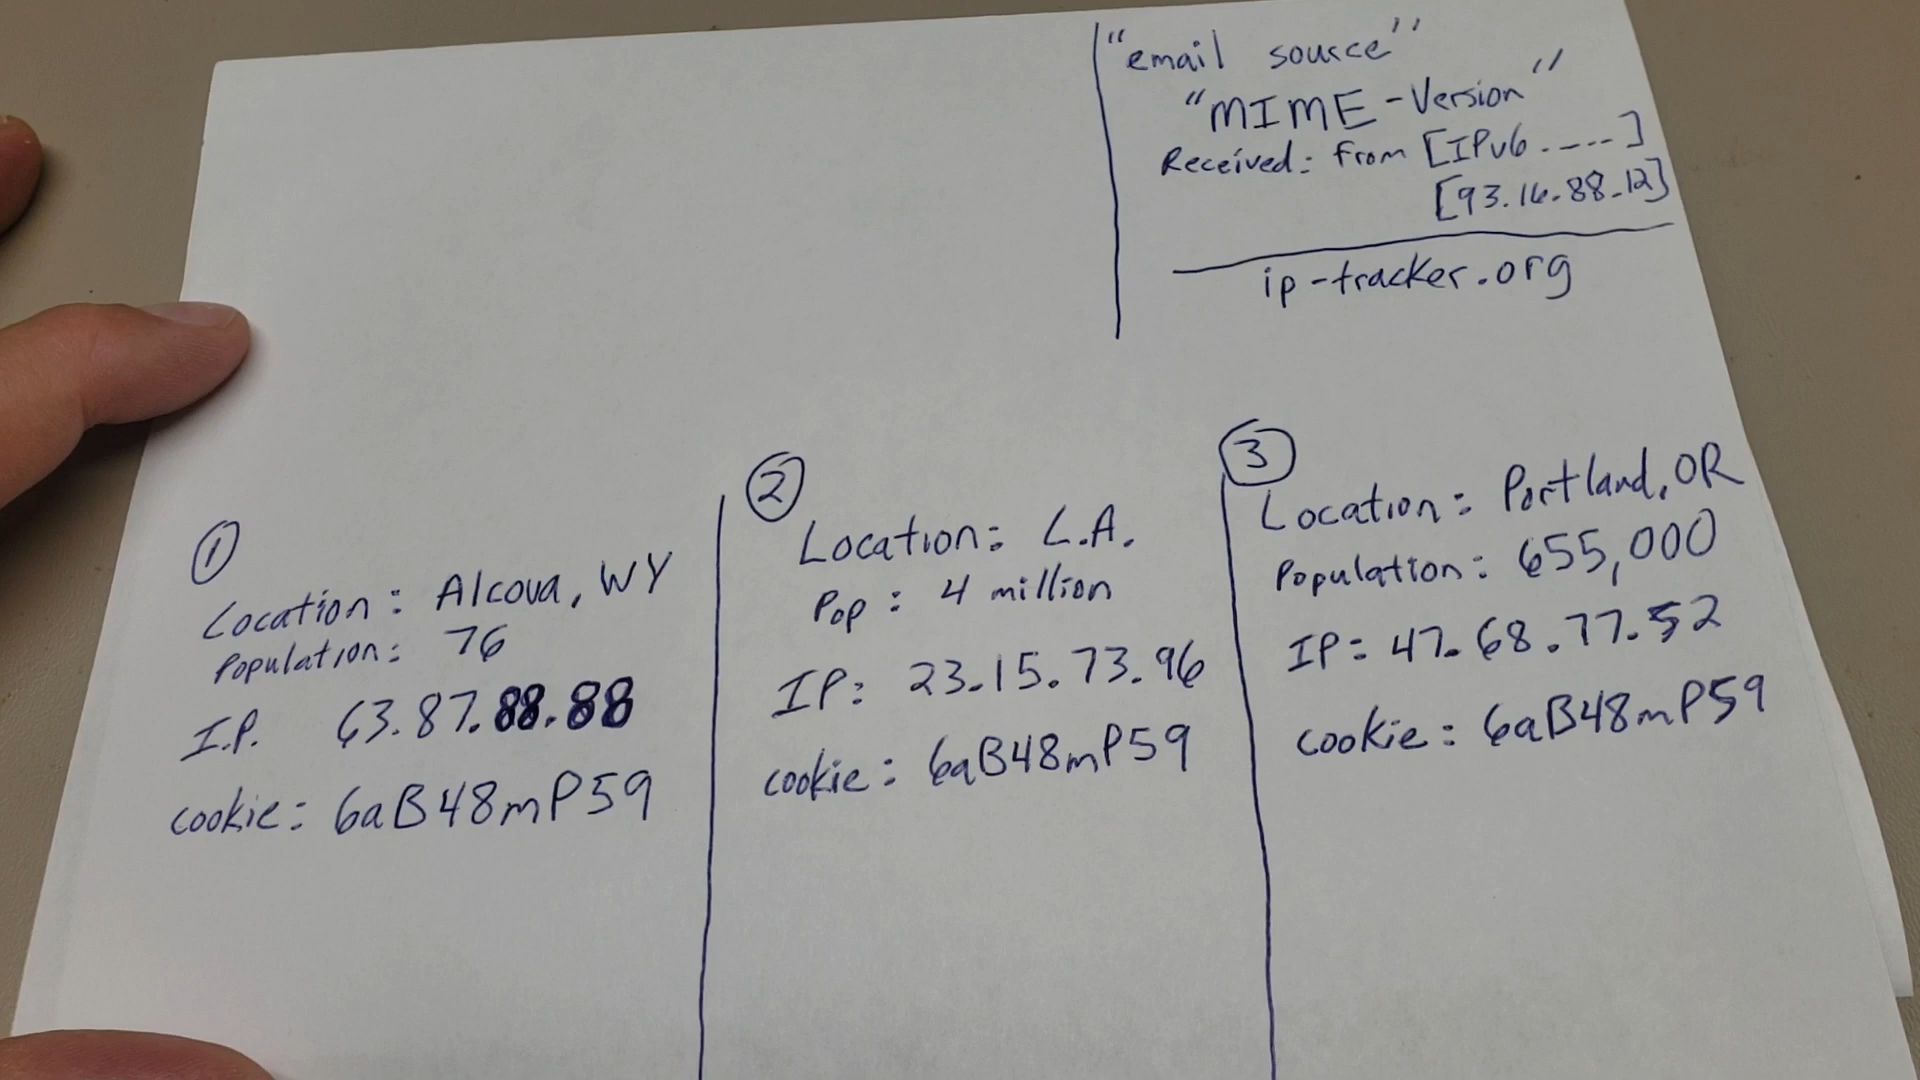 "email source"
"MIME-Version"
Received: from [IPv6.----]
[93.16.88.12]
ip-tracker.org
①
Location: Alcova, WY
Population: 76
I.P. 63.87.88.88
cookie: 6aB48mP59
②
Location: L.A.
Pop: 4 million
IP: 23.15.73.96
cookie: 6aB48mP59
③
Location: Portland, OR
Population: 655,000
IP: 47.68.77.52
cookie: 6aB48mP59